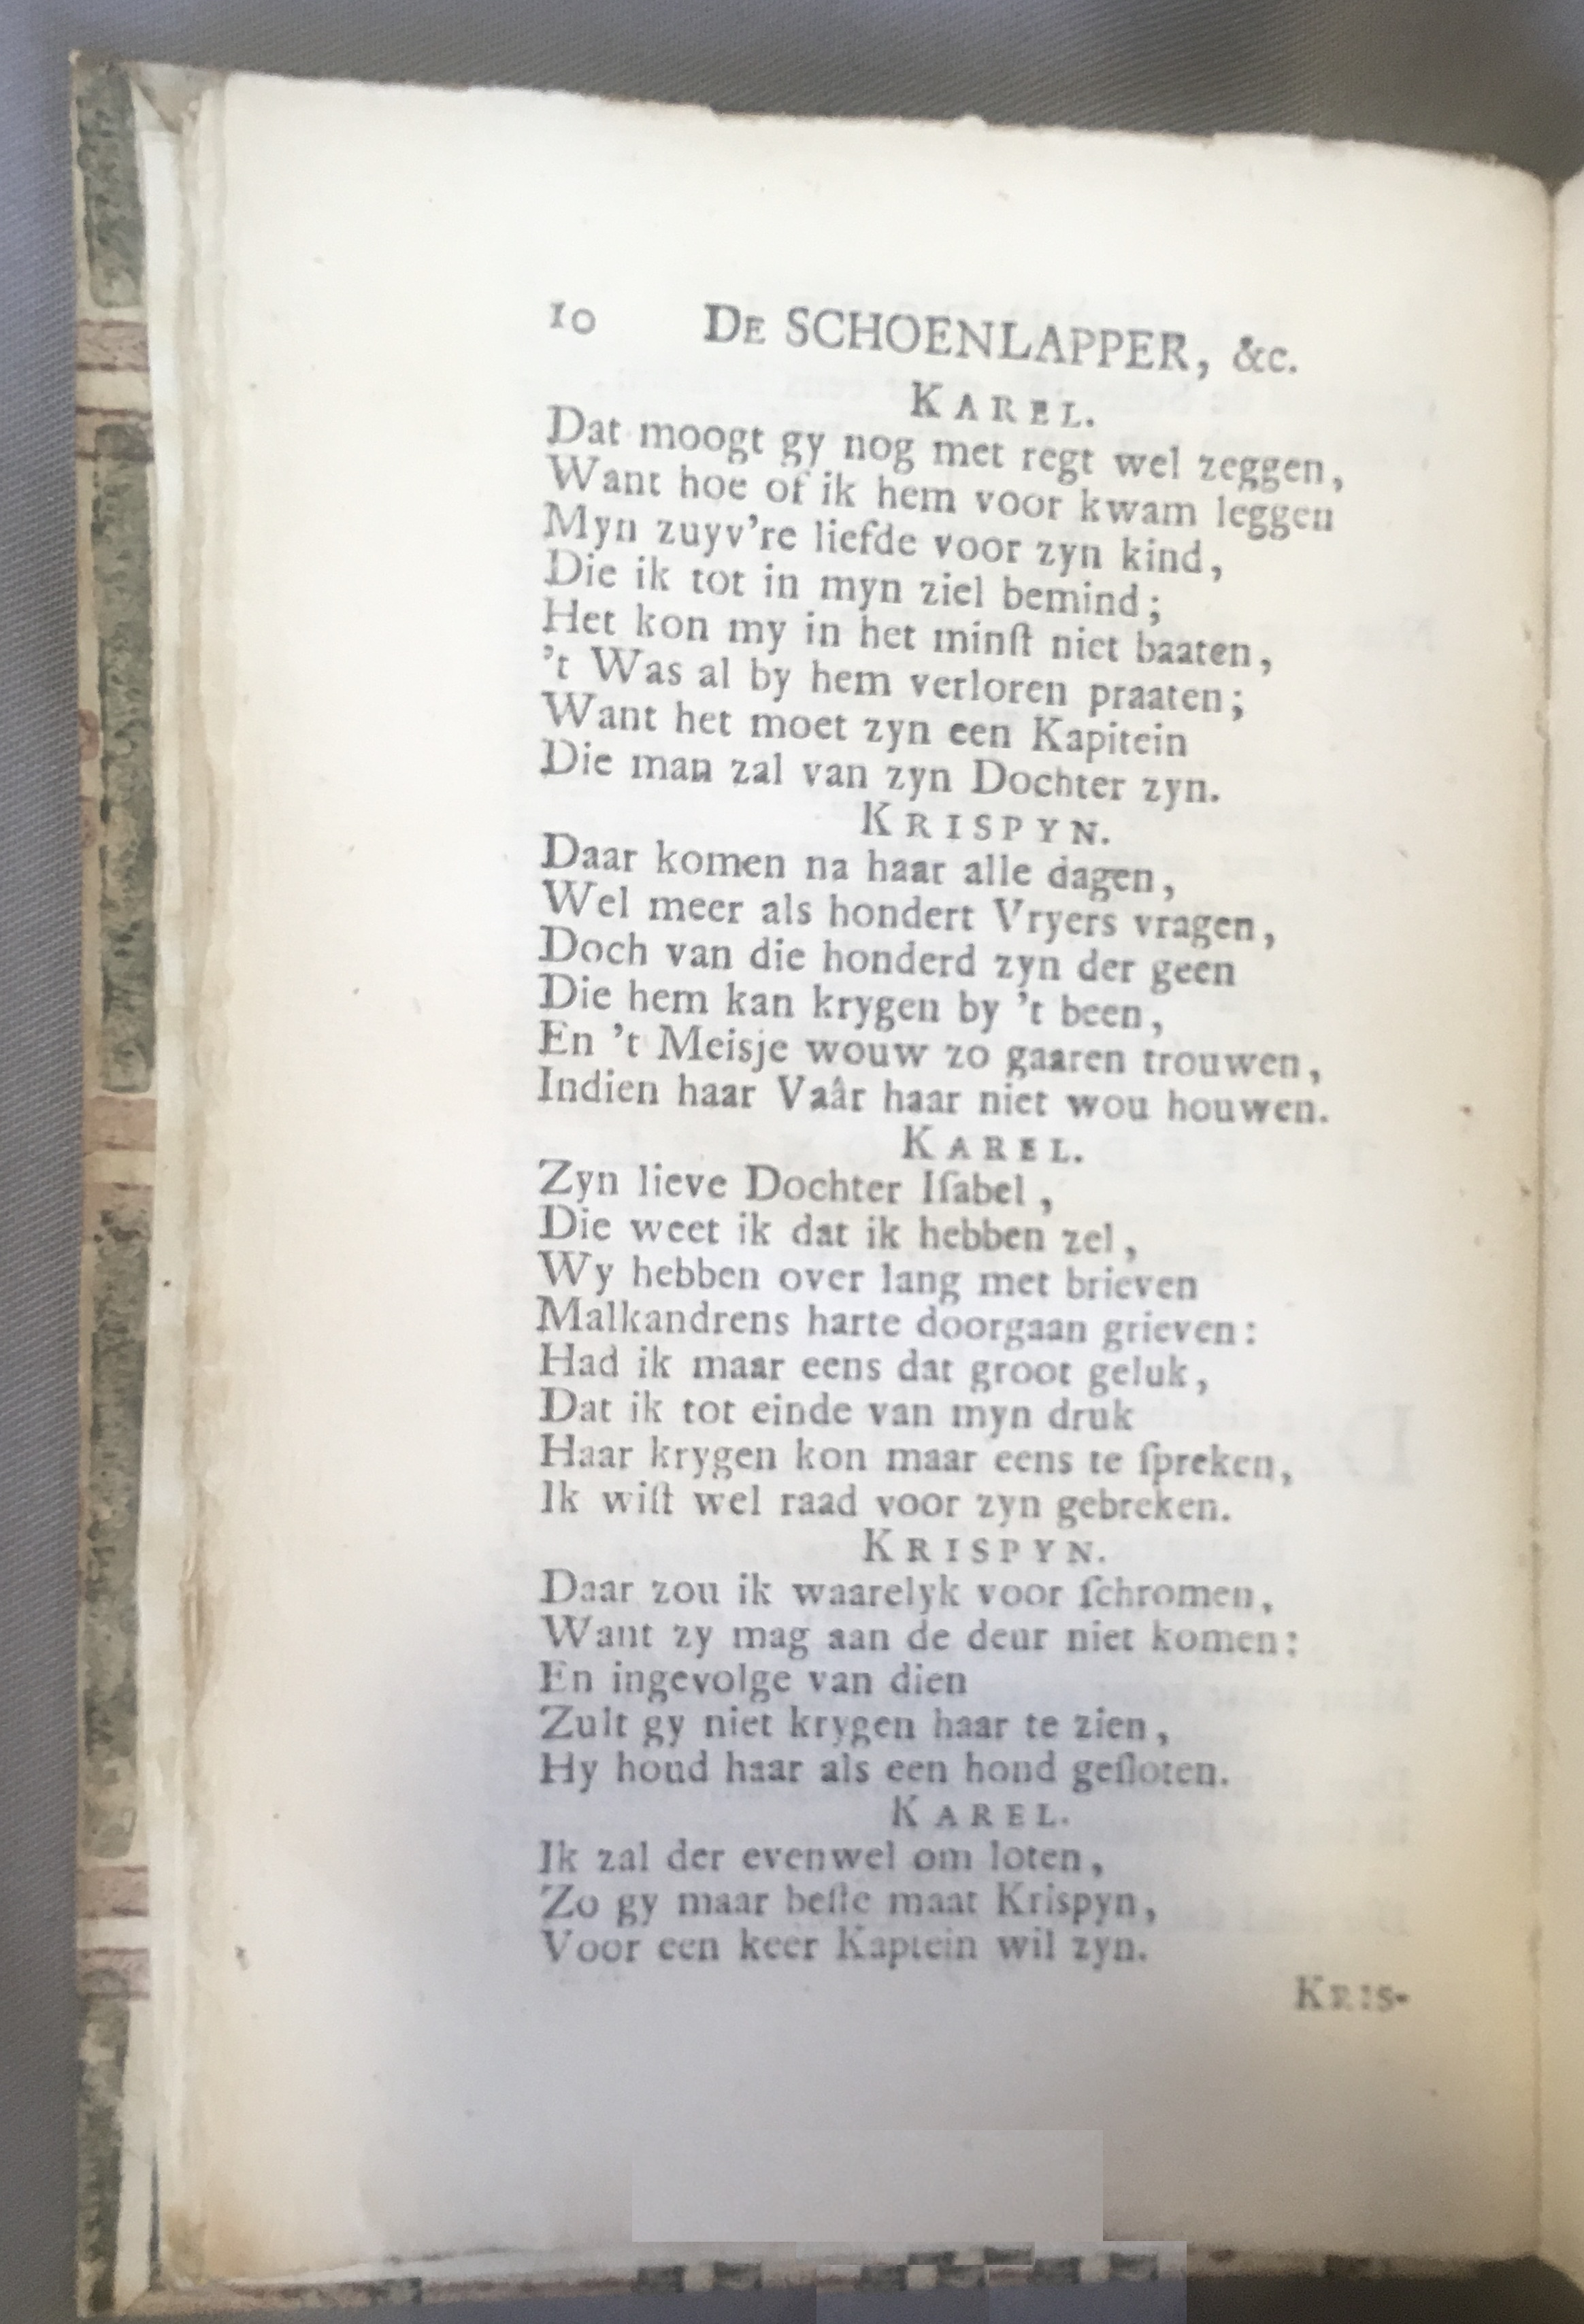 10 DE SCHOENLAPPER, &c.
KAREL.
Dat moogt gy nog met regt wel zeggen,
Want hoe of ik hem voor kwam leggen
Myn zuyv're liefde voor zyn kind,
Die ik tot in myn ziel bemind;
Het kon my in het minſt niet baaten,
't Was al by hem verloren praaten;
Want het moet zyn een Kapitein
Die man zal van zyn Dochter zyn.
KRISPYN.
Daar komen na haar alle dagen,
Wel meer als hondert Vryers vragen,
Doch van die honderd zyn der geen
Die hem kan krygen by 't been,
En 't Meisje wouw zo gaaren trouwen,
Indien haar Vaâr haar niet wou houwen.
KAREL.
Zyn lieve Dochter Iſabel,
Die weet ik dat ik hebben zel,
Wy hebben over lang met brieven
Malkandrens harte doorgaan grieven:
Had ik maar eens dat groot geluk,
Dat ik tot einde van myn druk
Haar krygen kon maar eens te ſpreken,
Ik wiſt wel raad voor zyn gebreken.
KRISPYN.
Daar zou ik waarelyk voor ſchromen,
Want zy mag aan de deur niet komen:
En ingevolge van dien
Zult gy niet krygen haar te zien,
Hy houd haar als een hond geſloten.
KAREL.
Ik zal der evenwel om loten,
Zo gy maar beſte maat Krispyn,
Voor een keer Kaptein wil zyn.
KRIS-